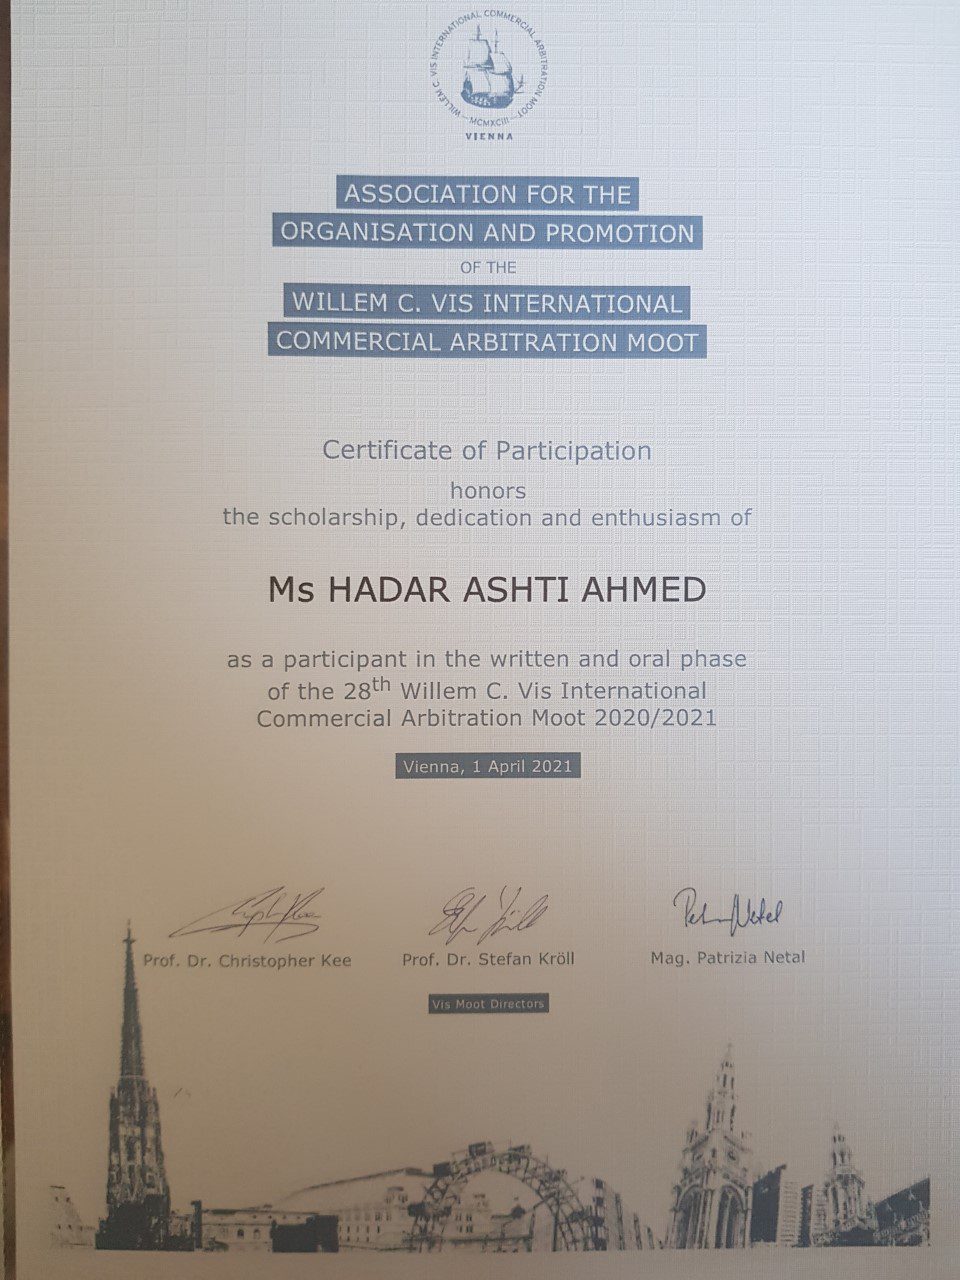 WILLEM C. VIS INTERNATIONAL COMMERCIAL ARBITRATION MOOT
MCMXCIII
VIENNA
ASSOCIATION FOR THE
ORGANISATION AND PROMOTION
OF THE
WILLEM C. VIS INTERNATIONAL
COMMERCIAL ARBITRATION MOOT
Certificate of Participation
honors
the scholarship, dedication and enthusiasm of
Ms HADAR ASHTI AHMED
as a participant in the written and oral phase
of the 28th Willem C. Vis International
Commercial Arbitration Moot 2020/2021
Vienna, 1 April 2021
Prof. Dr. Christopher Kee
Prof. Dr. Stefan Kröll
Mag. Patrizia Netal
Vis Moot Directors